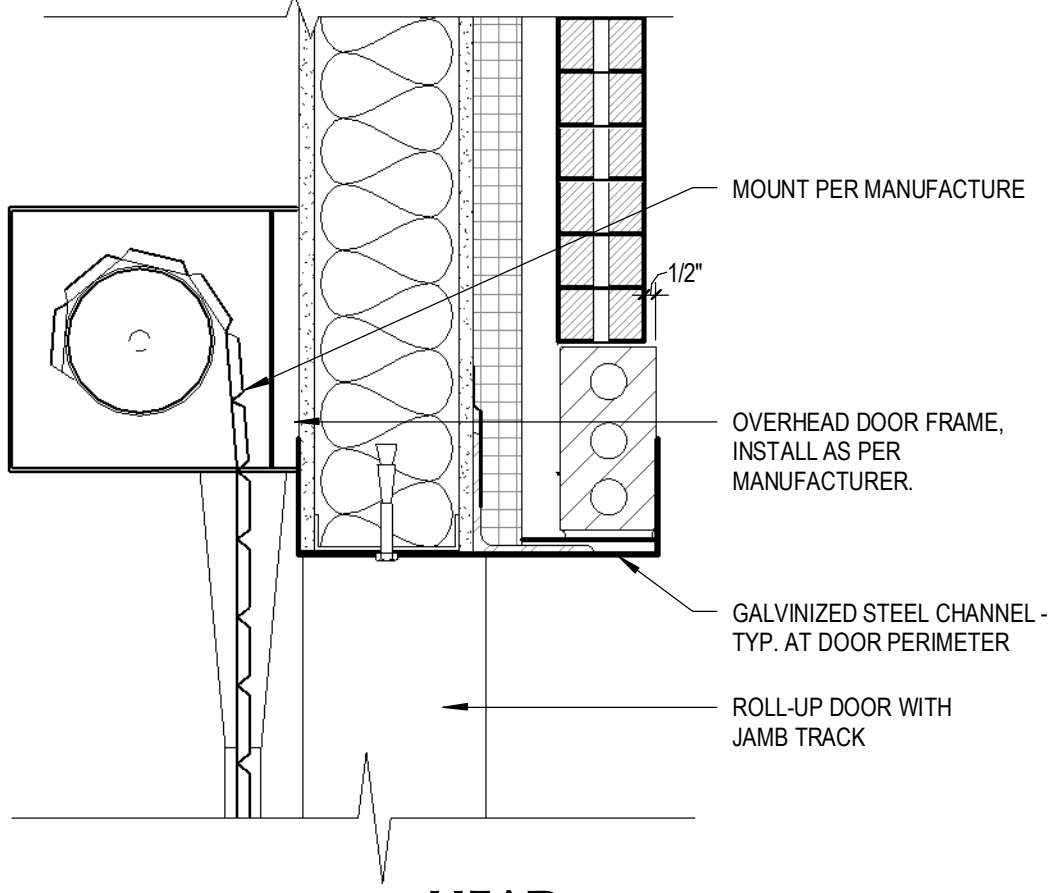 MOUNT PER MANUFACTURE
1/2"
OVERHEAD DOOR FRAME,
INSTALL AS PER
MANUFACTURER.
GALVINIZED STEEL CHANNEL -
TYP. AT DOOR PERIMETER
ROLL-UP DOOR WITH
JAMB TRACK
HEAD